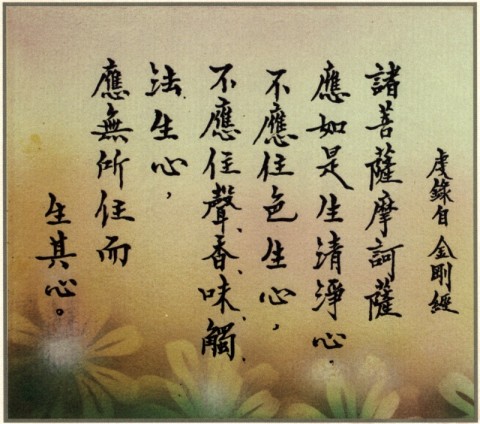 虔錄自 金剛經
諸菩薩摩訶薩
應如是生清淨心.
不應住色生心,
不應住聲、香、味、觸、
法生心,
應無所住而
生其心。